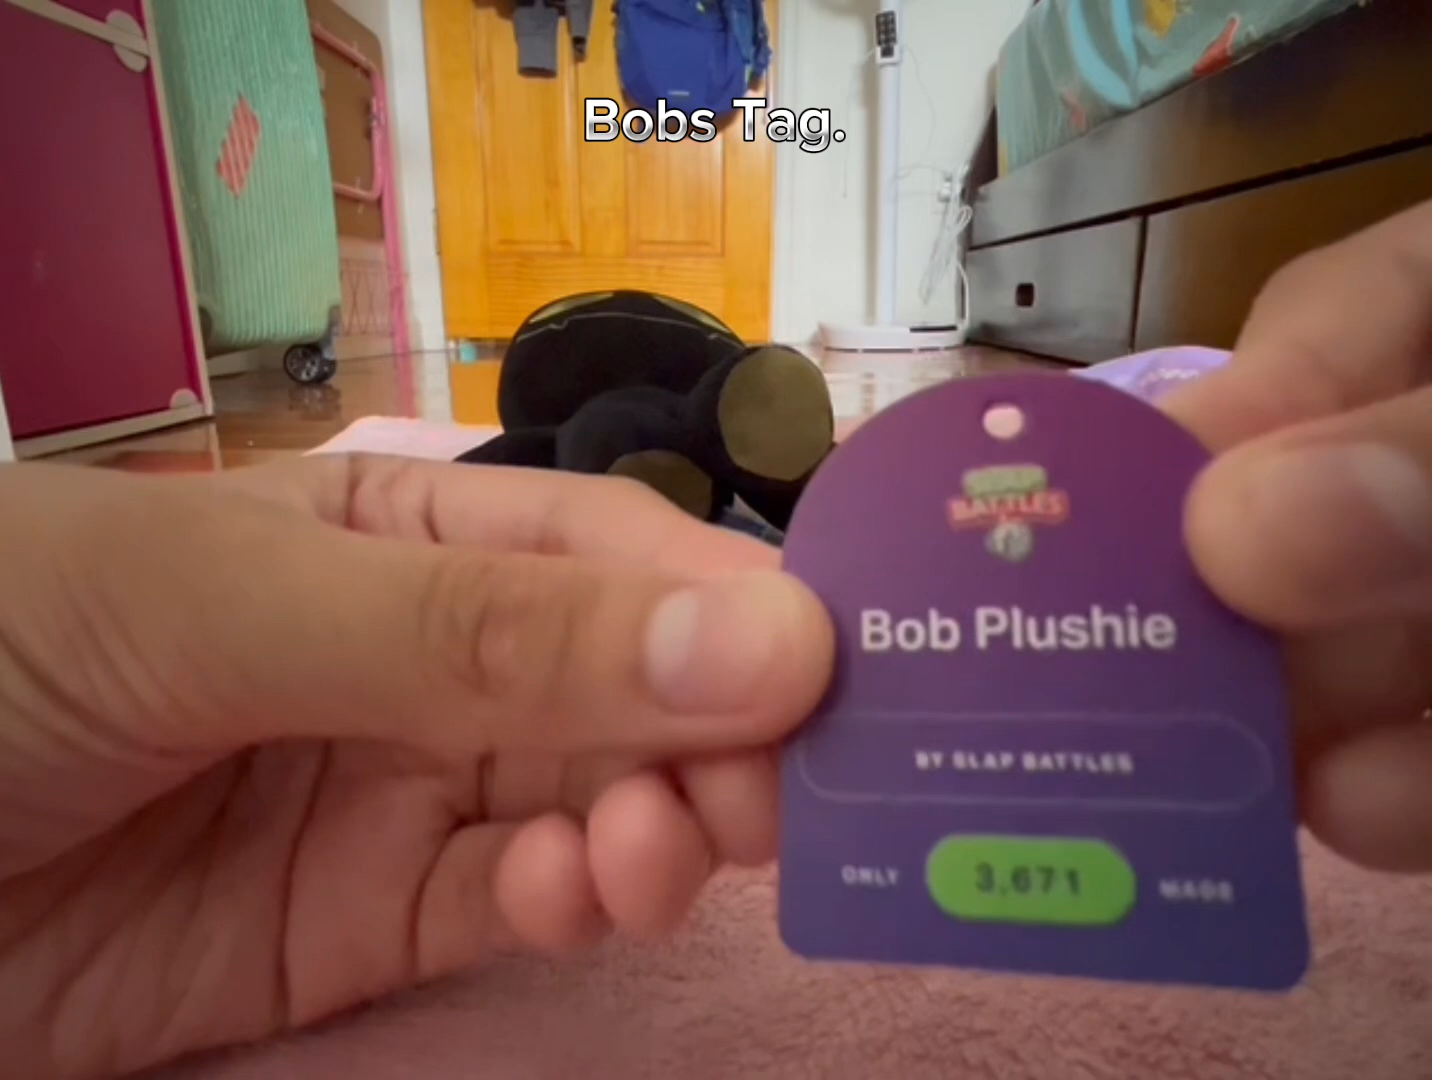 Bobs Tag.
BATTLES
Bob Plushie
BY SLAP BATTLES
ONLY 3,671 MADE